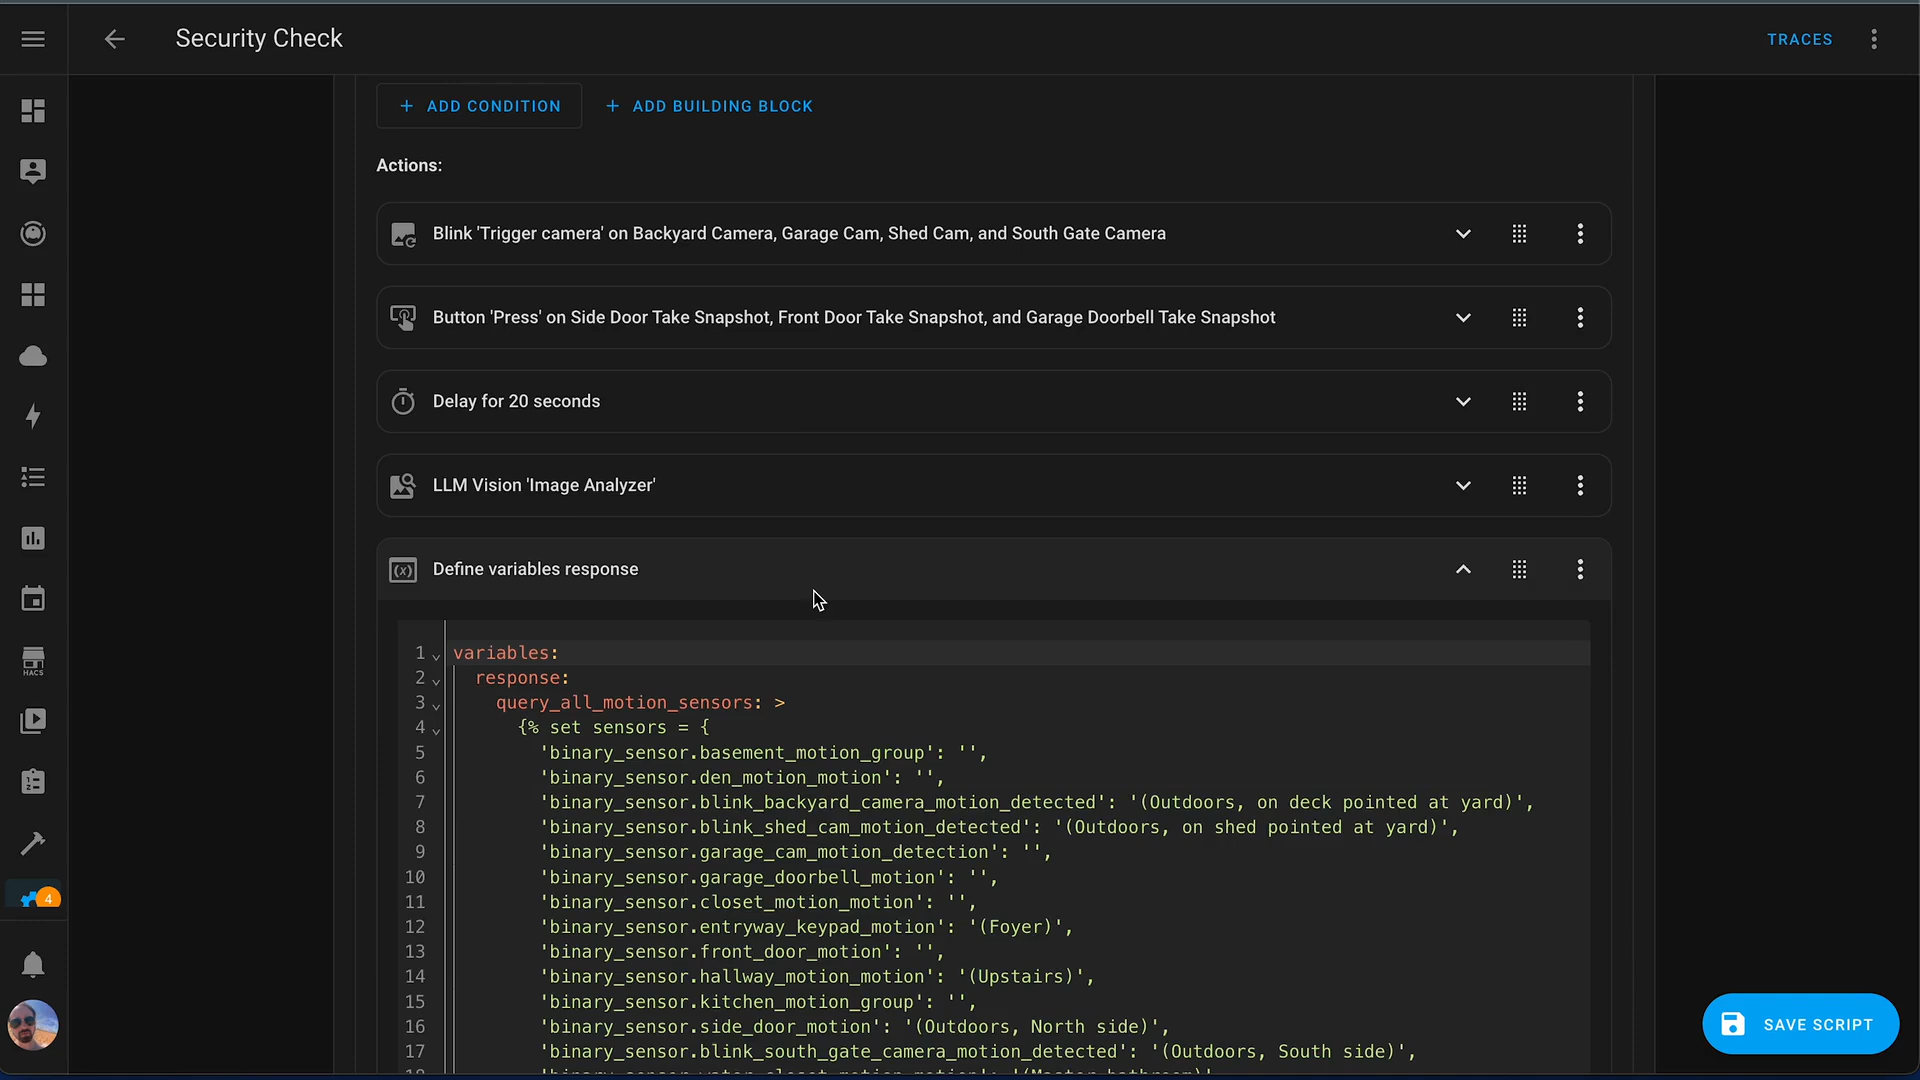 Security Check
TRACES
+ ADD CONDITION
+ ADD BUILDING BLOCK
Actions:
Blink 'Trigger camera' on Backyard Camera, Garage Cam, Shed Cam, and South Gate Camera
Button 'Press' on Side Door Take Snapshot, Front Door Take Snapshot, and Garage Doorbell Take Snapshot
Delay for 20 seconds
LLM Vision 'Image Analyzer'
(x) Define variables response
1 variables:
2 response:
3 query_all_motion_sensors: >
4 {% set sensors = {
5 'binary_sensor.basement_motion_group': '',
6 'binary_sensor.den_motion_motion': '',
7 'binary_sensor.blink_backyard_camera_motion_detected': '(Outdoors, on deck pointed at yard)',
8 'binary_sensor.blink_shed_cam_motion_detected': '(Outdoors, on shed pointed at yard)',
9 'binary_sensor.garage_cam_motion_detection': '',
10 'binary_sensor.garage_doorbell_motion': '',
11 'binary_sensor.closet_motion_motion': '',
12 'binary_sensor.entryway_keypad_motion': '(Foyer)',
13 'binary_sensor.front_door_motion': '',
14 'binary_sensor.hallway_motion_motion': '(Upstairs)',
15 'binary_sensor.kitchen_motion_group': '',
16 'binary_sensor.side_door_motion': '(Outdoors, North side)',
17 'binary_sensor.blink_south_gate_camera_motion_detected': '(Outdoors, South side)',
HACS
4
SAVE SCRIPT